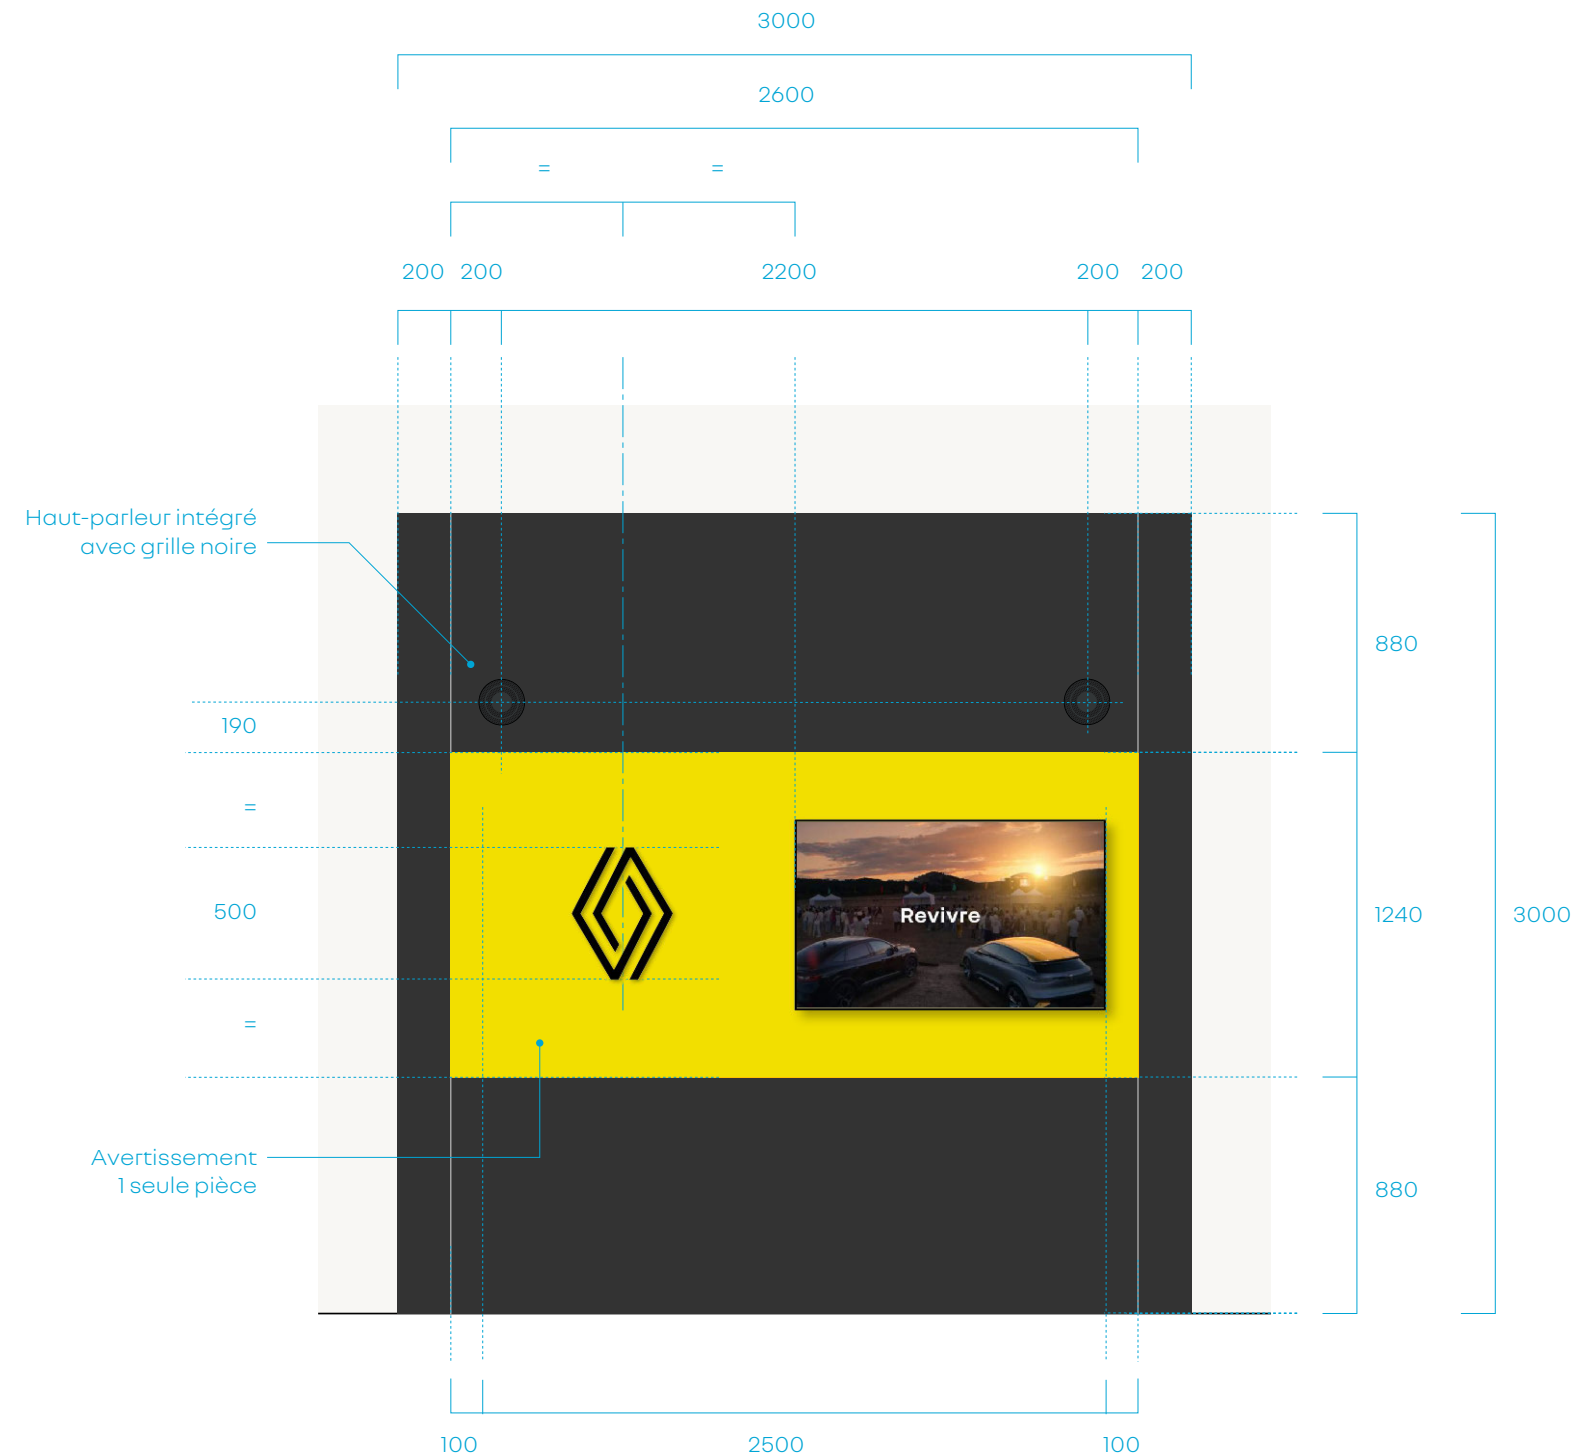 3000
2600
= =
200 200 2200 200 200
Haut-parleur intégré
avec grille noire
880
190
=
500
Revivre
1240
3000
=
Avertissement
1 seule pièce
880
100 2500 100